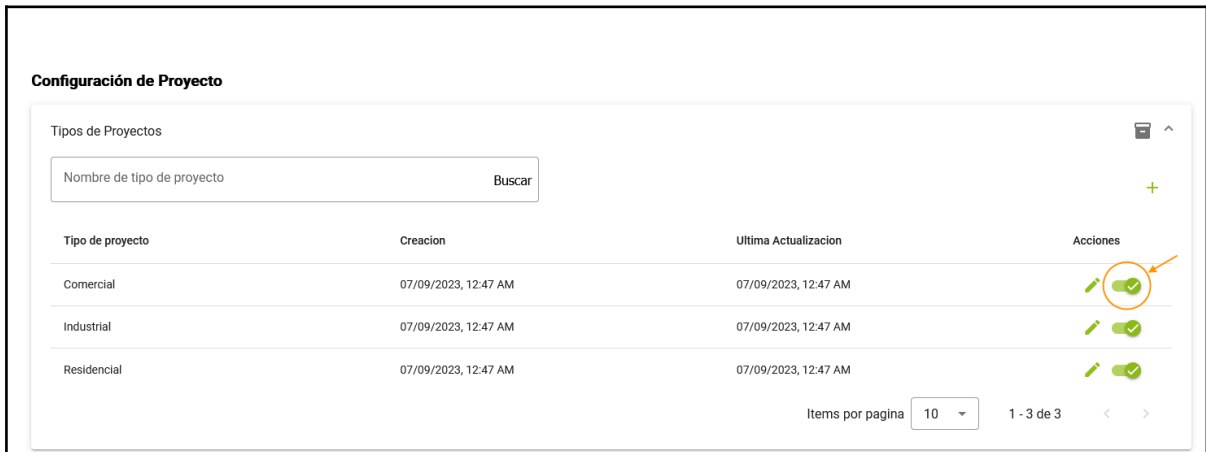 Configuración de Proyecto
Tipos de Proyectos
Nombre de tipo de proyecto Buscar
Tipo de proyecto Creacion Ultima Actualizacion Acciones
Comercial 07/09/2023, 12:47 AM 07/09/2023, 12:47 AM
Industrial 07/09/2023, 12:47 AM 07/09/2023, 12:47 AM
Residencial 07/09/2023, 12:47 AM 07/09/2023, 12:47 AM
Items por pagina 10 1 - 3 de 3